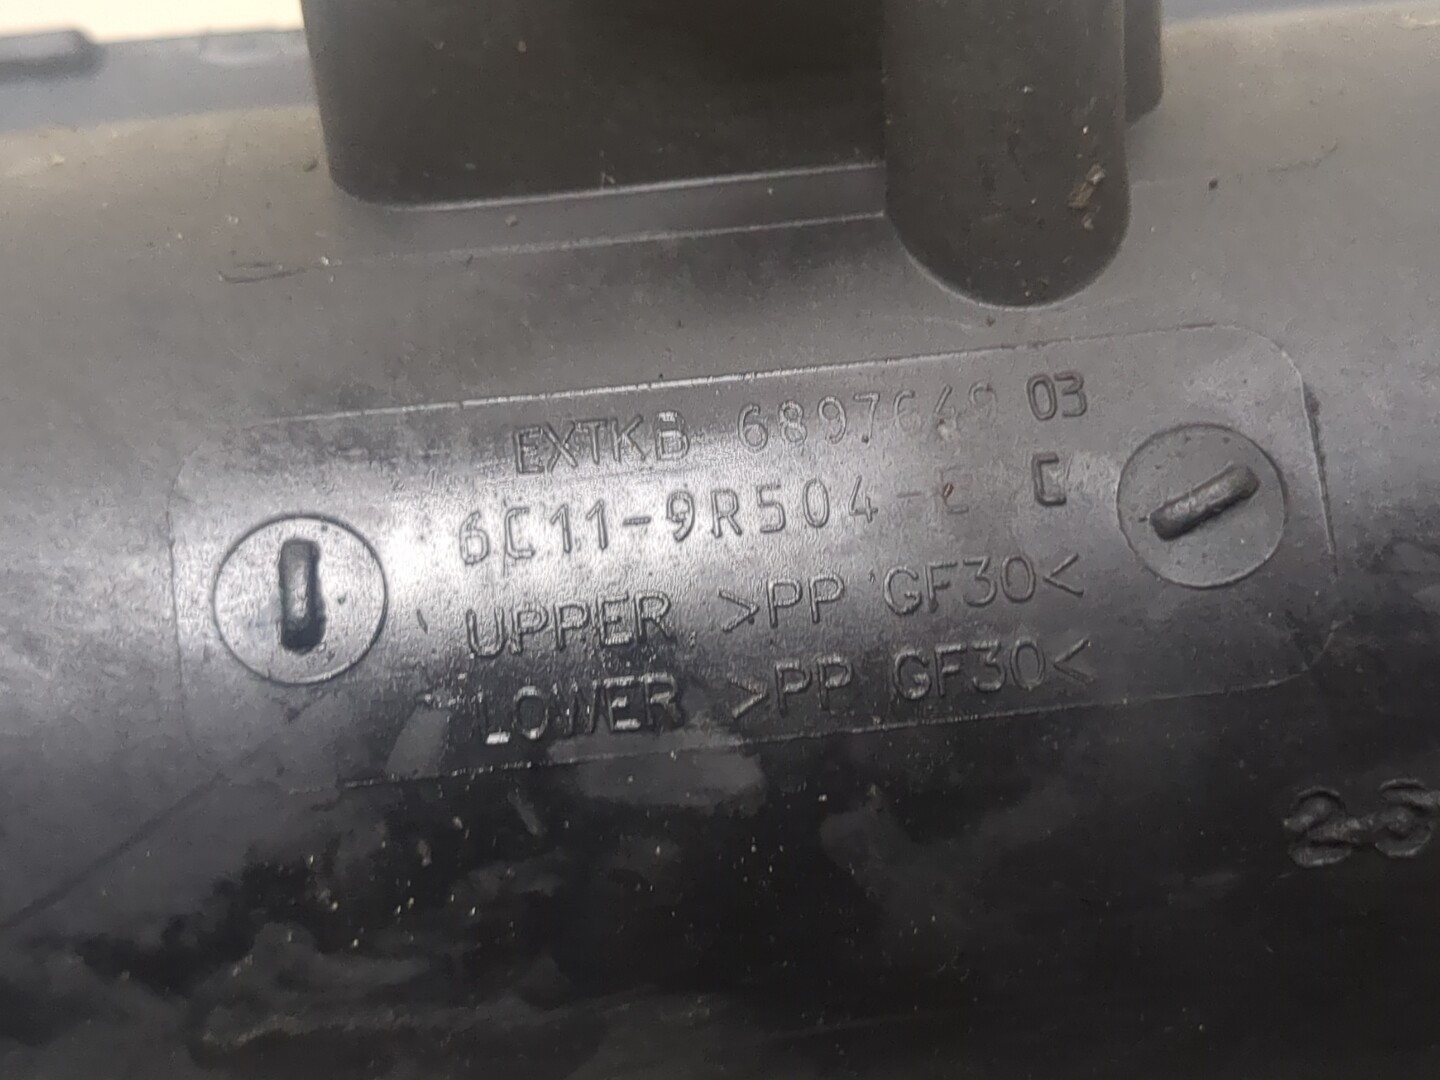 EXTKB 6897649 03
6C11-9R504- C
UPPER >PP GF30<
LOWER >PP GF30<